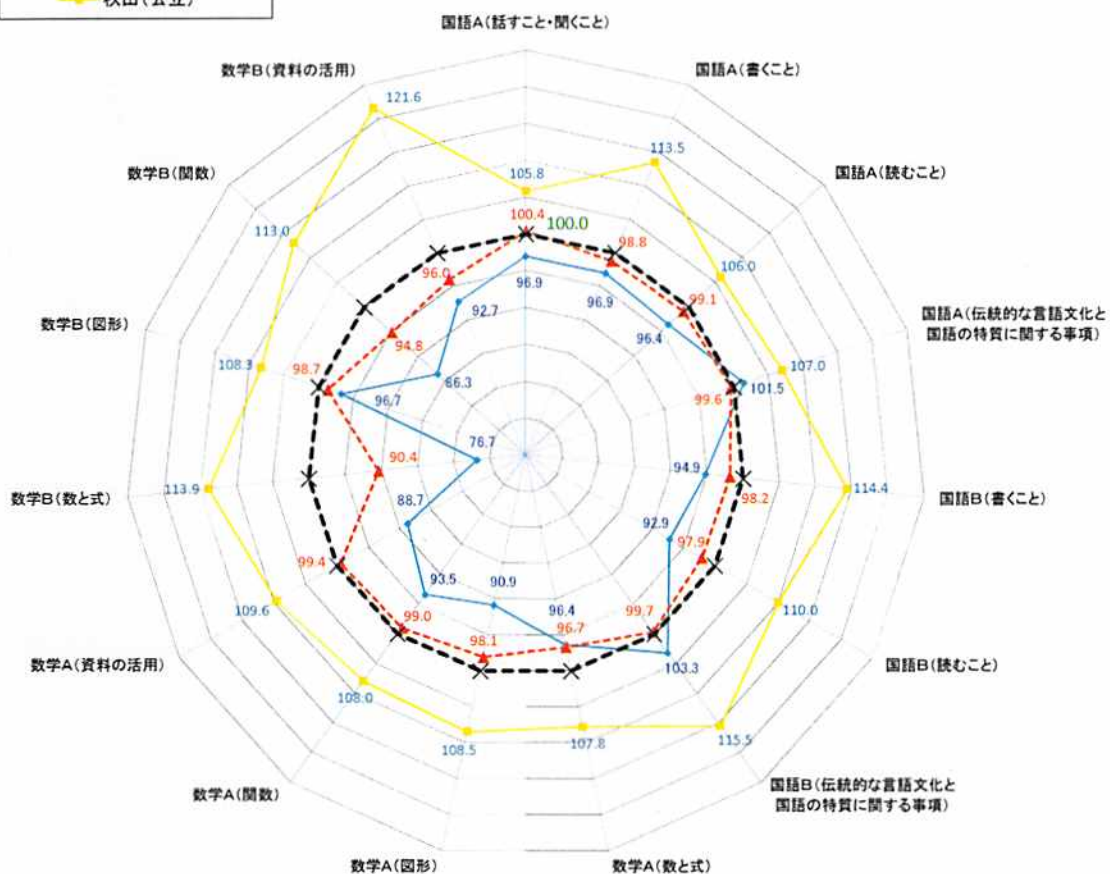 秋田(公立)
国語A(話すこと・聞くこと)
数学B(資料の活用)
国語A(書くこと)
121.6
113.5
数学B(関数)
105.8
国語A(読むこと)
113.0
100.4
100.0
98.8
96.0
106.0
96.9
96.9
99.1
92.7
96.4
国語A(伝統的な言語文化と
国語の特質に関する事項)
数学B(図形)
94.8
108.3
98.7
86.3
107.0
101.5
99.6
96.7
76.7
90.4
94.9
数学B(数と式)
113.9
114.4
国語B(書くこと)
98.2
88.7
92.9
97.9
99.4
109.6
93.5
90.9
96.4
99.7
110.0
99.0
98.1
96.7
国語B(読むこと)
数学A(資料の活用)
103.3
108.0
108.5
107.8
115.5
国語B(伝統的な言語文化と
国語の特質に関する事項)
数学A(関数)
数学A(図形)
数学A(数と式)